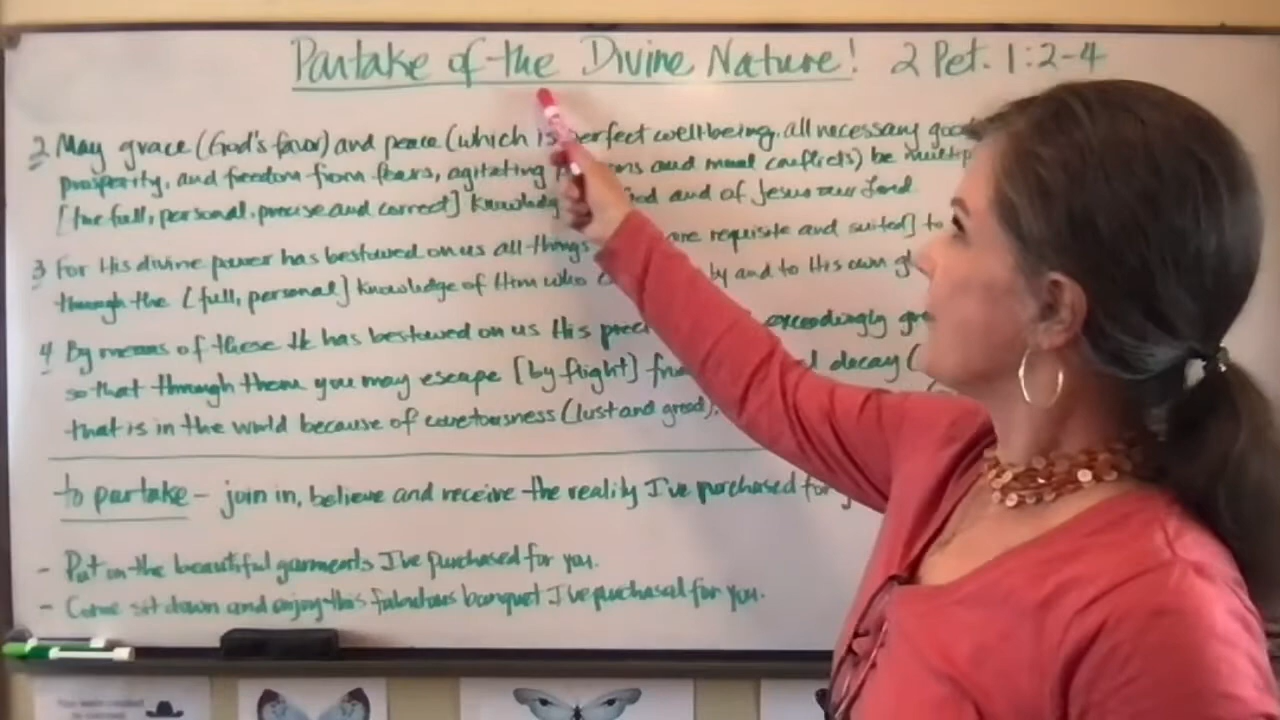 Partake of the Divine Nature! 2 Pet. 1:2-4
2 May grace (God's favor) and peace (which is perfect wellbeing, all necessary good
prosperity, and freedom from fears, agitating and moral conflicts) be
[the full, personal, precise and correct] and of Jesus our Lord
3 For His divine power has bestowed on us all things are requisite and suited] to
through the [full, personal] knowledge of Him who by and to His own
4 By means of these He has bestowed on us His exceedingly
so that through them you may escape [by flight] decay (
that is in the world because of covetousness (lust and greed),
to partake - join in, believe and receive the reality I've purchased for
- Put on the beautiful garments I've purchased for you.
- Come sit down and enjoy this fabulous banquet I've purchased for you.